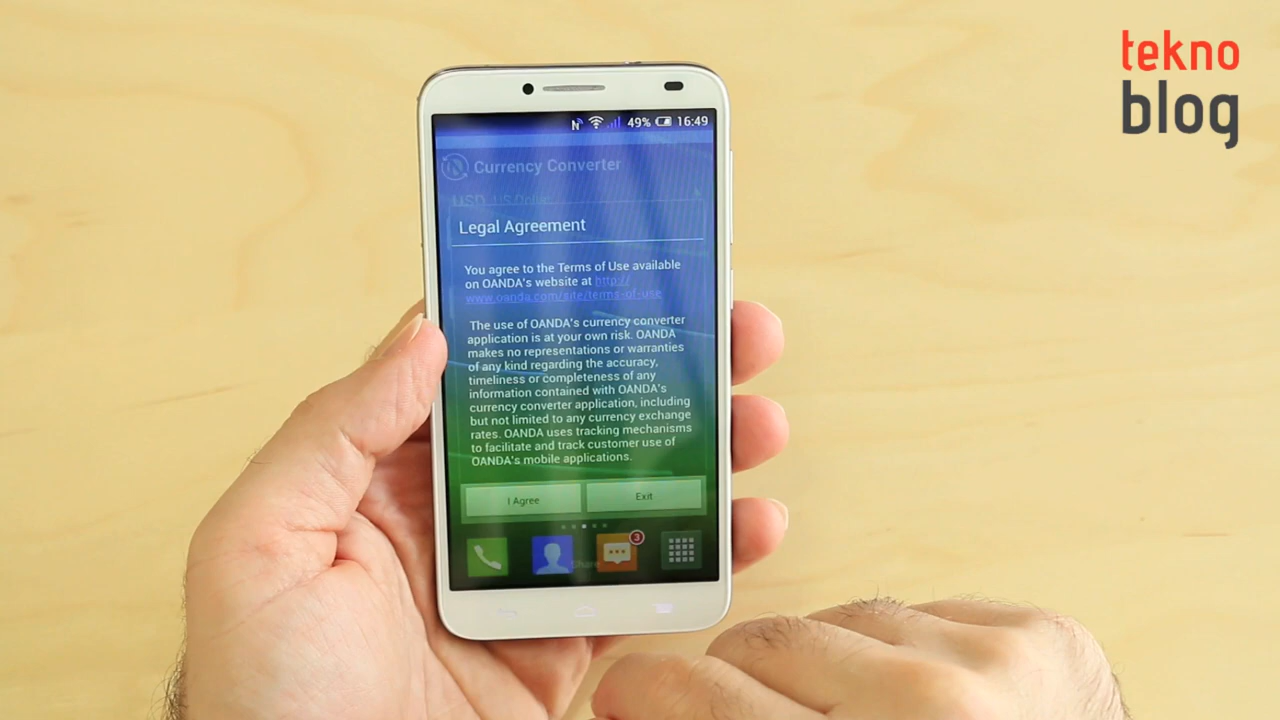 tekno
blog
49% 16:49
Currency Converter
USD US Dollar
Legal Agreement
You agree to the Terms of Use available
on OANDA's website at http://
www.oanda.com/site/terms-of-use
The use of OANDA's currency converter
application is at your own risk. OANDA
makes no representations or warranties
of any kind regarding the accuracy,
timeliness or completeness of any
information contained with OANDA's
currency converter application, including
but not limited to any currency exchange
rates. OANDA uses tracking mechanisms
to facilitate and track customer use of
OANDA's mobile applications.
I Agree Exit
3
Share